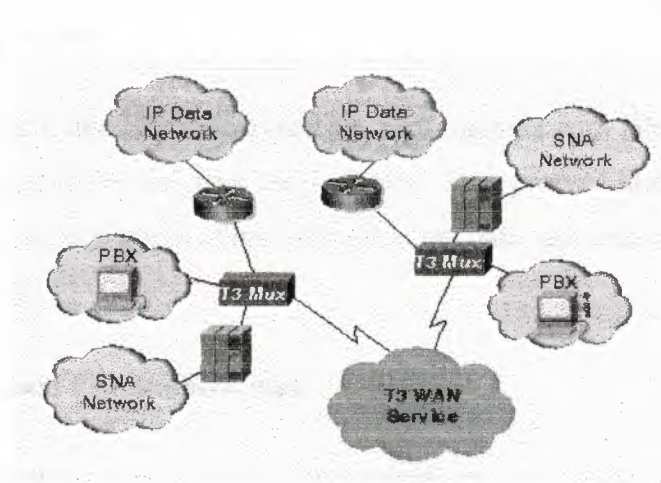 IP Data
Network
IP Data
Network
SNA
Network
PBX
T3 Mux
T3 Mux
PBX
SNA
Network
T3 WAN
Service